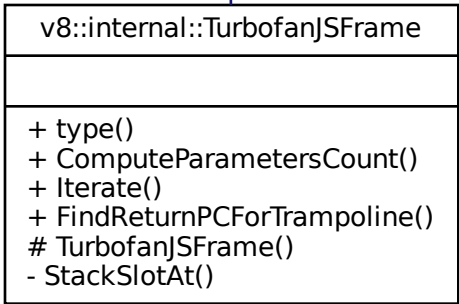 v8::internal::TurbofanJSFrame
+ type()
+ ComputeParametersCount()
+ Iterate()
+ FindReturnPCForTrampoline()
# TurbofanJSFrame()
- StackSlotAt()